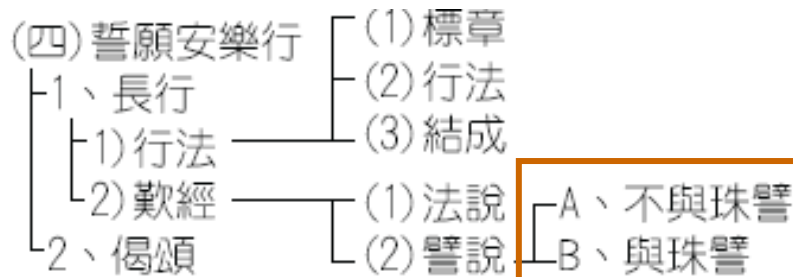 (四)誓願安樂行
(1)標章
1、長行
(2)行法
1)行法
(3)結成
2)歎經
(1)法說
A、不與珠譬
2、偈頌
(2)譬說
B、與珠譬